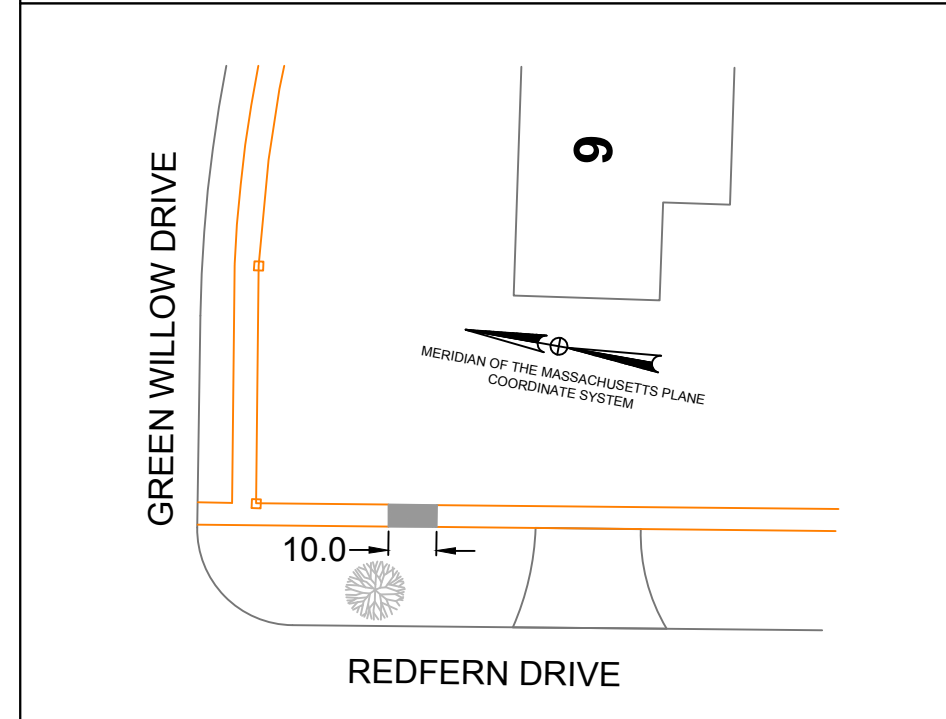 GREEN WILLOW DRIVE
9
MERIDIAN OF THE MASSACHUSETTS PLANE
COORDINATE SYSTEM
10.0
REDFERN DRIVE